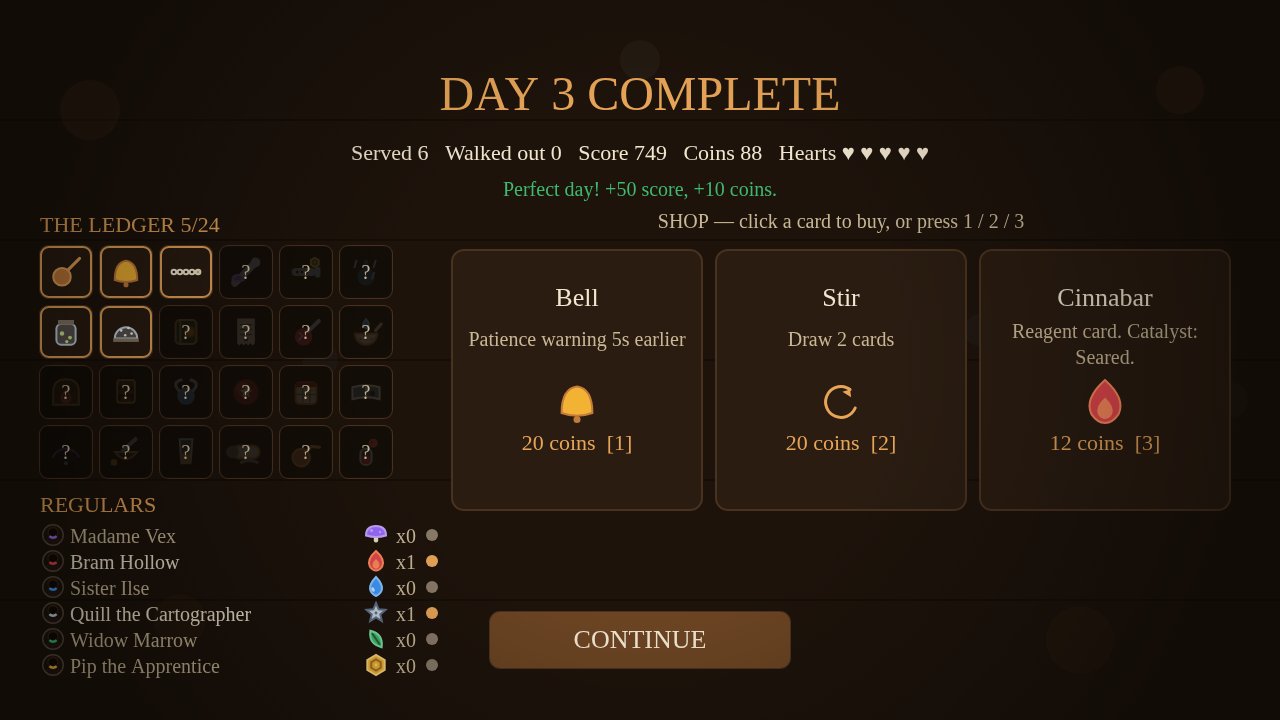 DAY 3 COMPLETE
Served 6 Walked out 0 Score 749 Coins 88 Hearts ♥ ♥ ♥ ♥ ♥
Perfect day! +50 score, +10 coins.
THE LEDGER 5/24
? ? ?
? ? ? ?
? ? ? ? ? ?
? ? ? ? ? ?
REGULARS
Madame Vex x0
Bram Hollow x1
Sister Ilse x0
Quill the Cartographer x1
Widow Marrow x0
Pip the Apprentice x0
SHOP — click a card to buy, or press 1 / 2 / 3
Bell
Patience warning 5s earlier
20 coins [1]
Stir
Draw 2 cards
20 coins [2]
Cinnabar
Reagent card. Catalyst:
Seared.
12 coins [3]
CONTINUE